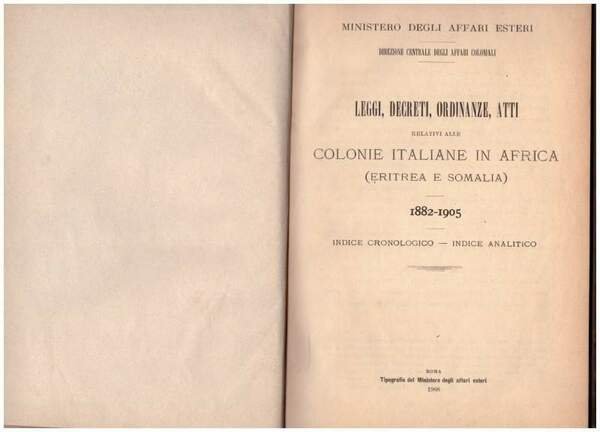 MINISTERO DEGLI AFFARI ESTERI
DIREZIONE CENTRALE DEGLI AFFARI COLONIALI
LEGGI, DECRETI, ORDINANZE, ATTI
RELATIVI ALLE
COLONIE ITALIANE IN AFRICA
(ERITREA E SOMALIA)
1882-1905
INDICE CRONOLOGICO — INDICE ANALITICO
ROMA
Tipografia del Ministero degli affari esteri
1906